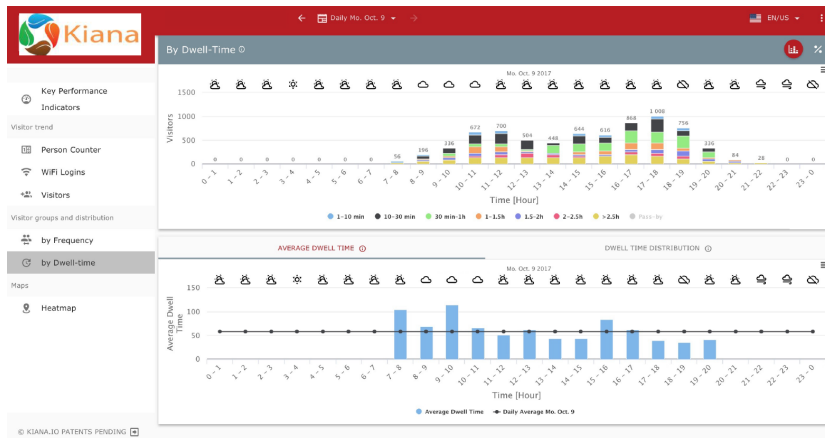 Kiana
Daily Mo. Oct. 9
EN/US
By Dwell-Time
Key Performance
Indicators
Visitor trend
Person Counter
WiFi Logins
Visitors
Visitor groups and distribution
by Frequency
by Dwell-time
Maps
Heatmap
© KIANA.IO PATENTS PENDING
Mo. Oct. 9 2017
1500
1000
500
0
Visitors
0 0 0 0 0 0 0 56 196 336 672 700 504 448 644 616 868 1 006 756 336 84 28 0 0
0 - 1 1 - 2 2 - 3 3 - 4 4 - 5 5 - 6 6 - 7 7 - 8 8 - 9 9 - 10 10 - 11 11 - 12 12 - 13 13 - 14 14 - 15 15 - 16 16 - 17 17 - 18 18 - 19 19 - 20 20 - 21 21 - 22 22 - 23 23 - 0
Time [Hour]
1-10 min 10-30 min 30 min-1h 1-1.5h 1.5-2h 2-2.5h >2.5h Pass-by
AVERAGE DWELL TIME
DWELL TIME DISTRIBUTION
Mo. Oct. 9 2017
150
100
50
0
Average Dwell
Time
0 - 1 1 - 2 2 - 3 3 - 4 4 - 5 5 - 6 6 - 7 7 - 8 8 - 9 9 - 10 10 - 11 11 - 12 12 - 13 13 - 14 14 - 15 15 - 16 16 - 17 17 - 18 18 - 19 19 - 20 20 - 21 21 - 22 22 - 23 23 - 0
Time [Hour]
Average Dwell Time Daily Average Mo. Oct. 9